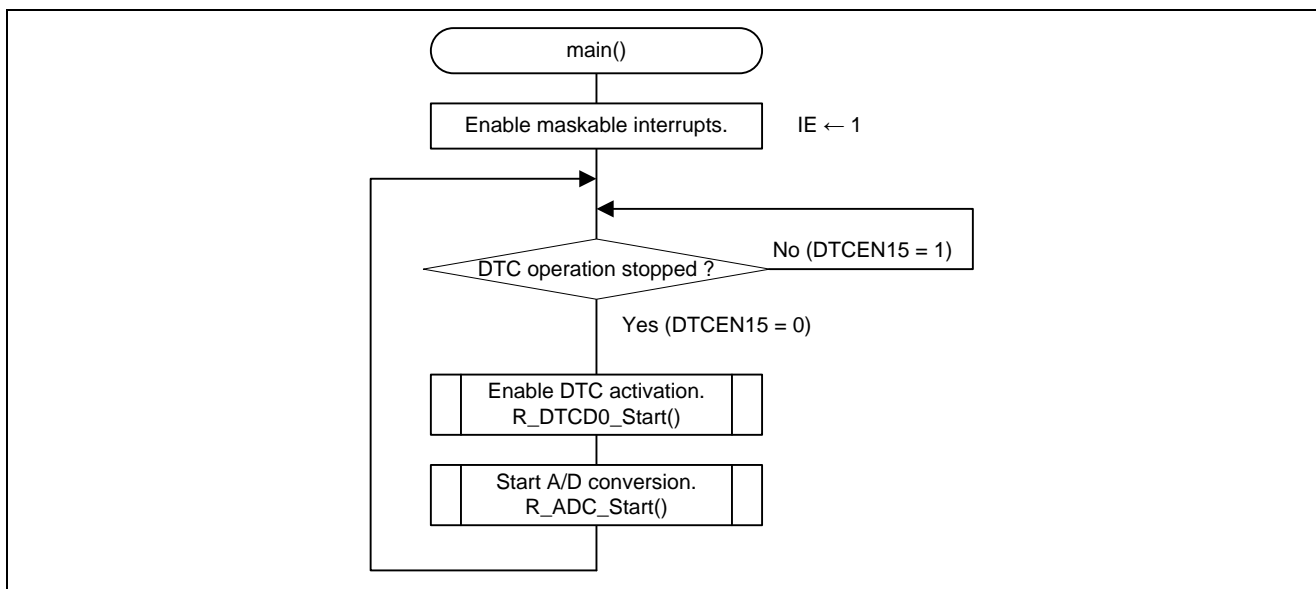 main()
Enable maskable interrupts.
IE ← 1
DTC operation stopped ?
No (DTCEN15 = 1)
Yes (DTCEN15 = 0)
Enable DTC activation.
R_DTCD0_Start()
Start A/D conversion.
R_ADC_Start()